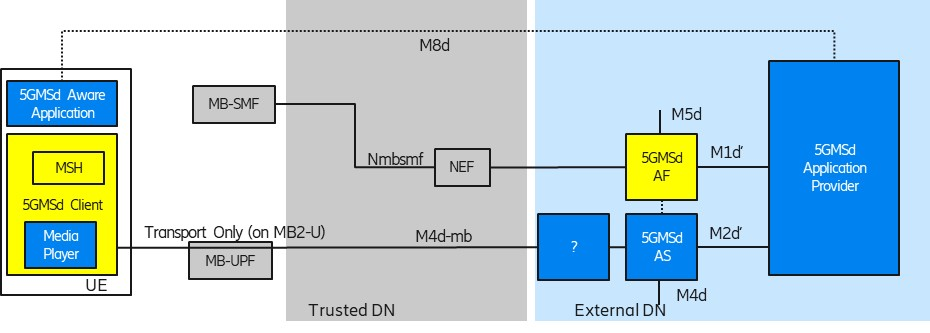 M8d
5GMSd Aware
Application
MB-SMF
M5d
5GMSd
Application
Provider
MSH
Nmbsmf
NEF
5GMSd
AF
M1d'
5GMSd Client
Media
Player
Transport Only (on MB2-U)
MB-UPF
M4d-mb
?
5GMSd
AS
M2d'
UE
M4d
Trusted DN
External DN